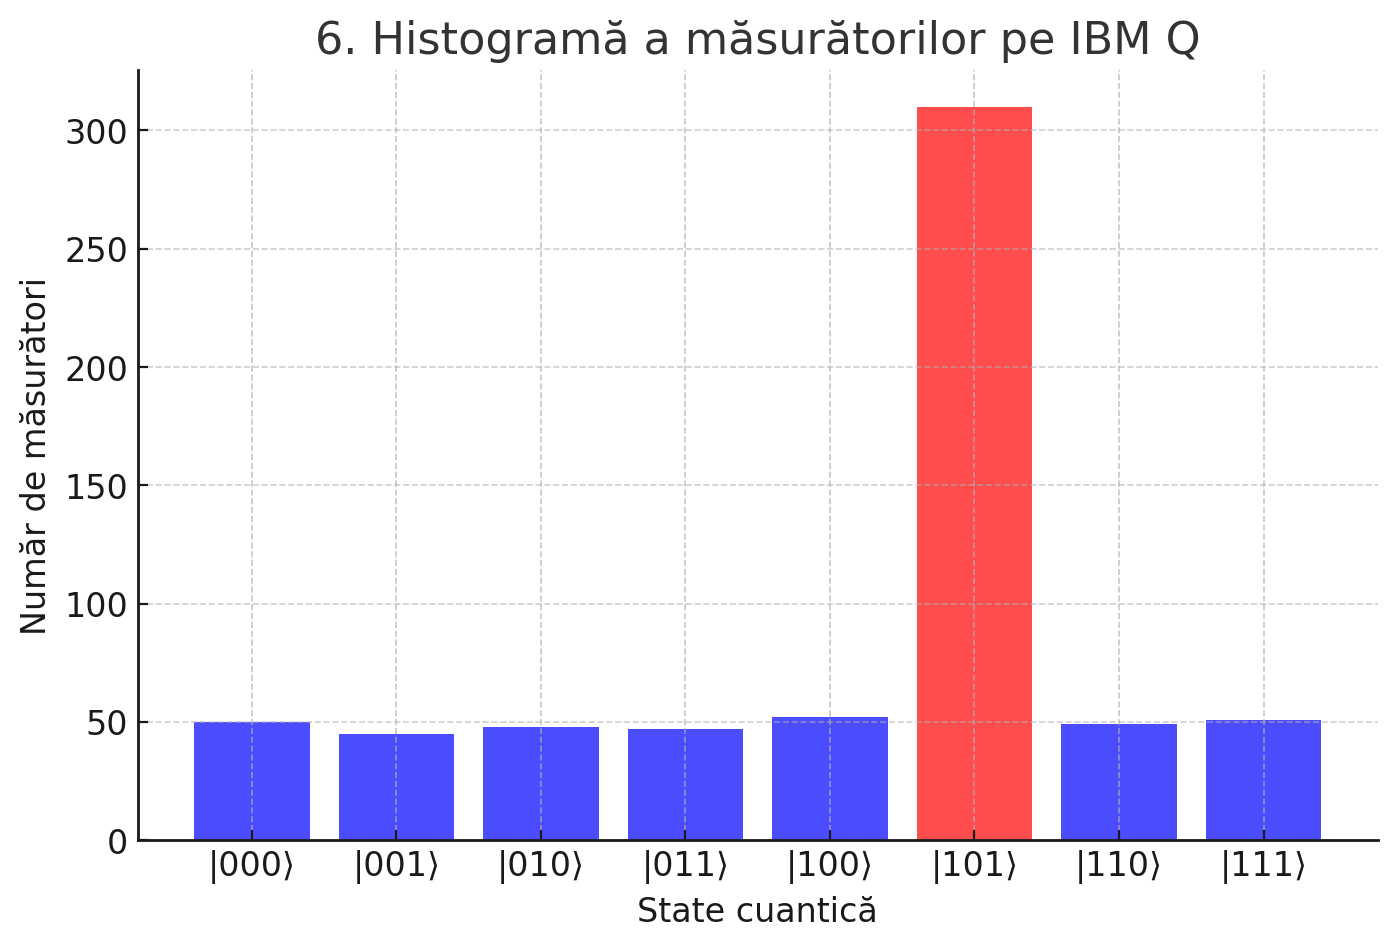 6. Histogramă a măsurătorilor pe IBM Q
Număr de măsurători
300
250
200
150
100
50
0
|000⟩ |001⟩ |010⟩ |011⟩ |100⟩ |101⟩ |110⟩ |111⟩
State cuantică